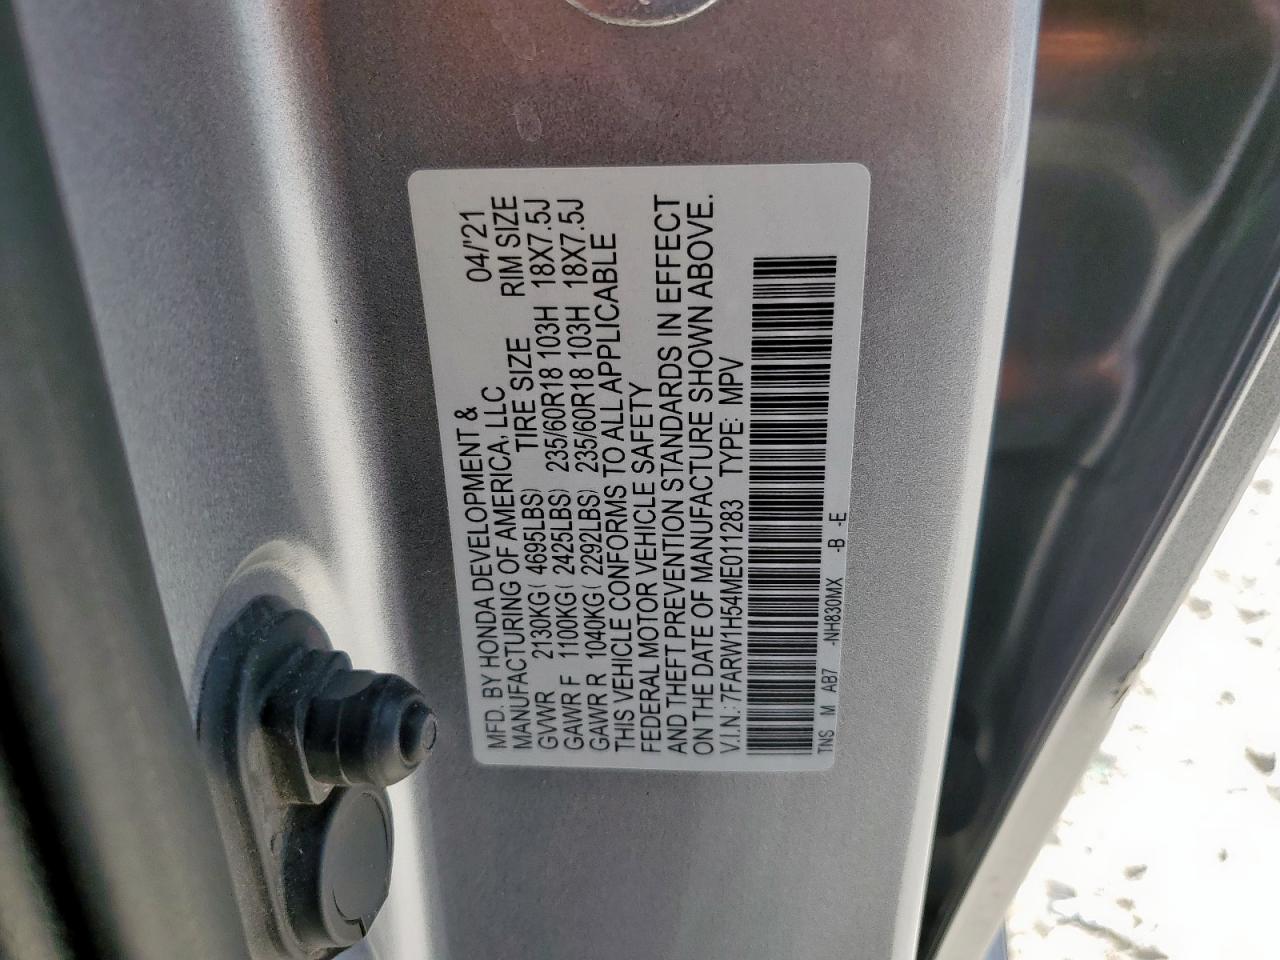 MFD. BY HONDA DEVELOPMENT &
MANUFACTURING OF AMERICA, LLC 04/'21
TIRE SIZE RIM SIZE
GVWR 2130KG( 4695LBS)
GAWR F 1100KG( 2425LBS) 235/60R18 103H 18X7.5J
GAWR R 1040KG( 2292LBS) 235/60R18 103H 18X7.5J
THIS VEHICLE CONFORMS TO ALL APPLICABLE
FEDERAL MOTOR VEHICLE SAFETY
AND THEFT PREVENTION STANDARDS IN EFFECT
ON THE DATE OF MANUFACTURE SHOWN ABOVE.
V.I.N.: 7FARW1H54ME011283 TYPE: MPV
TNS M AB7 -NH830MX -B -E